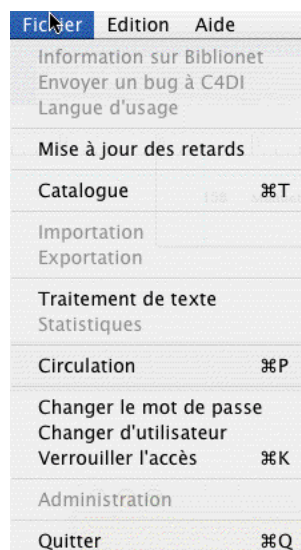 Fichier Edition Aide
Information sur Biblionet
Envoyer un bug à C4DI
Langue d'usage
Mise à jour des retards
Catalogue ⌘T
Importation
Exportation
Traitement de texte
Statistiques
Circulation ⌘P
Changer le mot de passe
Changer d'utilisateur
Verrouiller l'accès ⌘K
Administration
Quitter ⌘Q